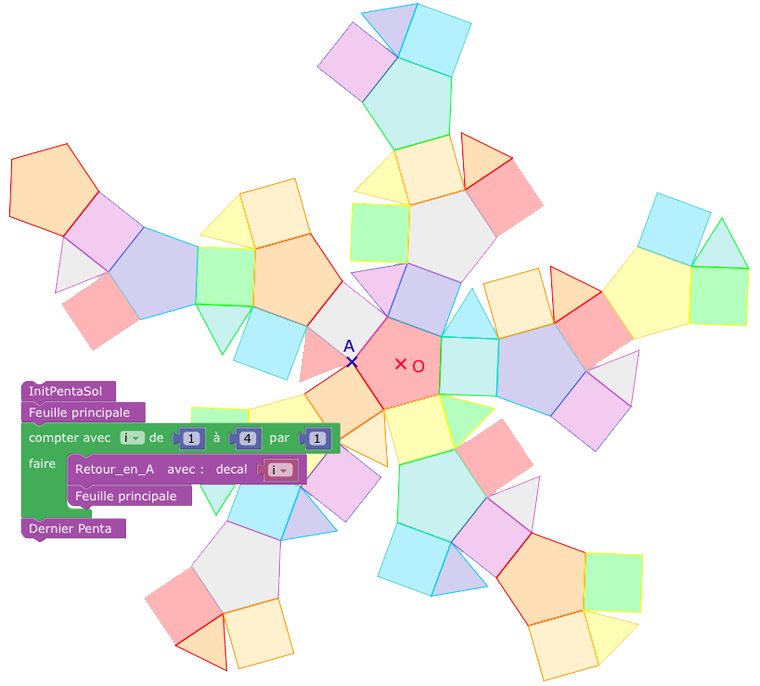 A
O
InitPentaSol
Feuille principale
compter avec i de 1 à 4 par 1
faire
Retour_en_A avec : decal i
Feuille principale
Dernier Penta